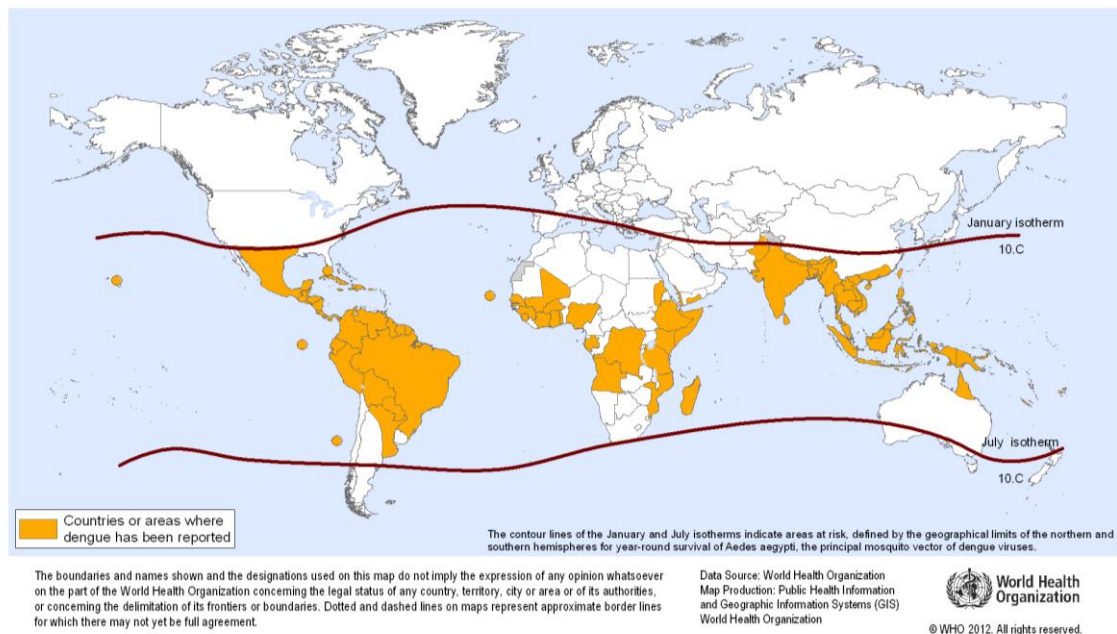 January isotherm
10.C
July isotherm
10.C
Countries or areas where
dengue has been reported
The contour lines of the January and July isotherms indicate areas at risk, defined by the geographical limits of the northern and
southern hemispheres for year-round survival of Aedes aegypti, the principal mosquito vector of dengue viruses.
The boundaries and names shown and the designations used on this map do not imply the expression of any opinion whatsoever
on the part of the World Health Organization concerning the legal status of any country, territory, city or area or of its authorities,
or concerning the delimitation of its frontiers or boundaries. Dotted and dashed lines on maps represent approximate border lines
for which there may not yet be full agreement.
Data Source: World Health Organization
Map Production: Public Health Information
and Geographic Information Systems (GIS)
World Health Organization
World Health
Organization
© WHO 2012. All rights reserved.